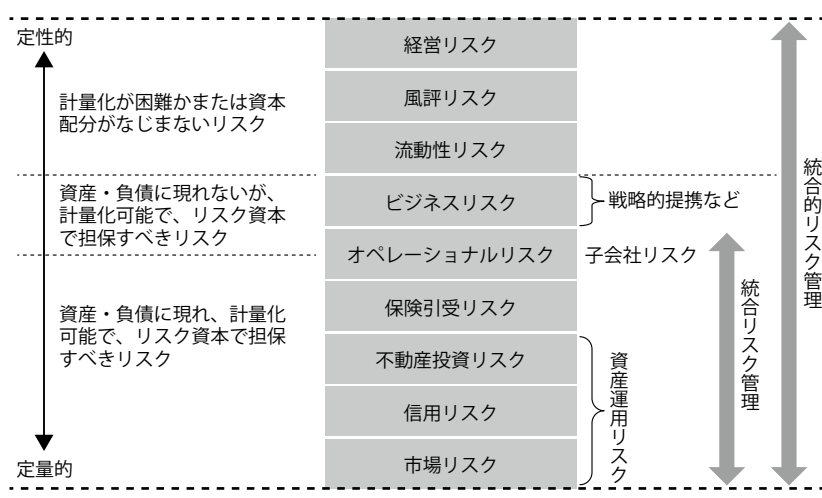 定性的
計量化が困難かまたは資本
配分がなじまないリスク
資産・負債に現れないが、
計量化可能で、リスク資本
で担保すべきリスク
資産・負債に現れ、計量化
可能で、リスク資本で担保
すべきリスク
定量的
経営リスク
風評リスク
流動性リスク
ビジネスリスク
オペレーショナルリスク
保険引受リスク
不動産投資リスク
信用リスク
市場リスク
戦略的提携など
子会社リスク
資産運用リスク
統合リスク管理
統合的リスク管理